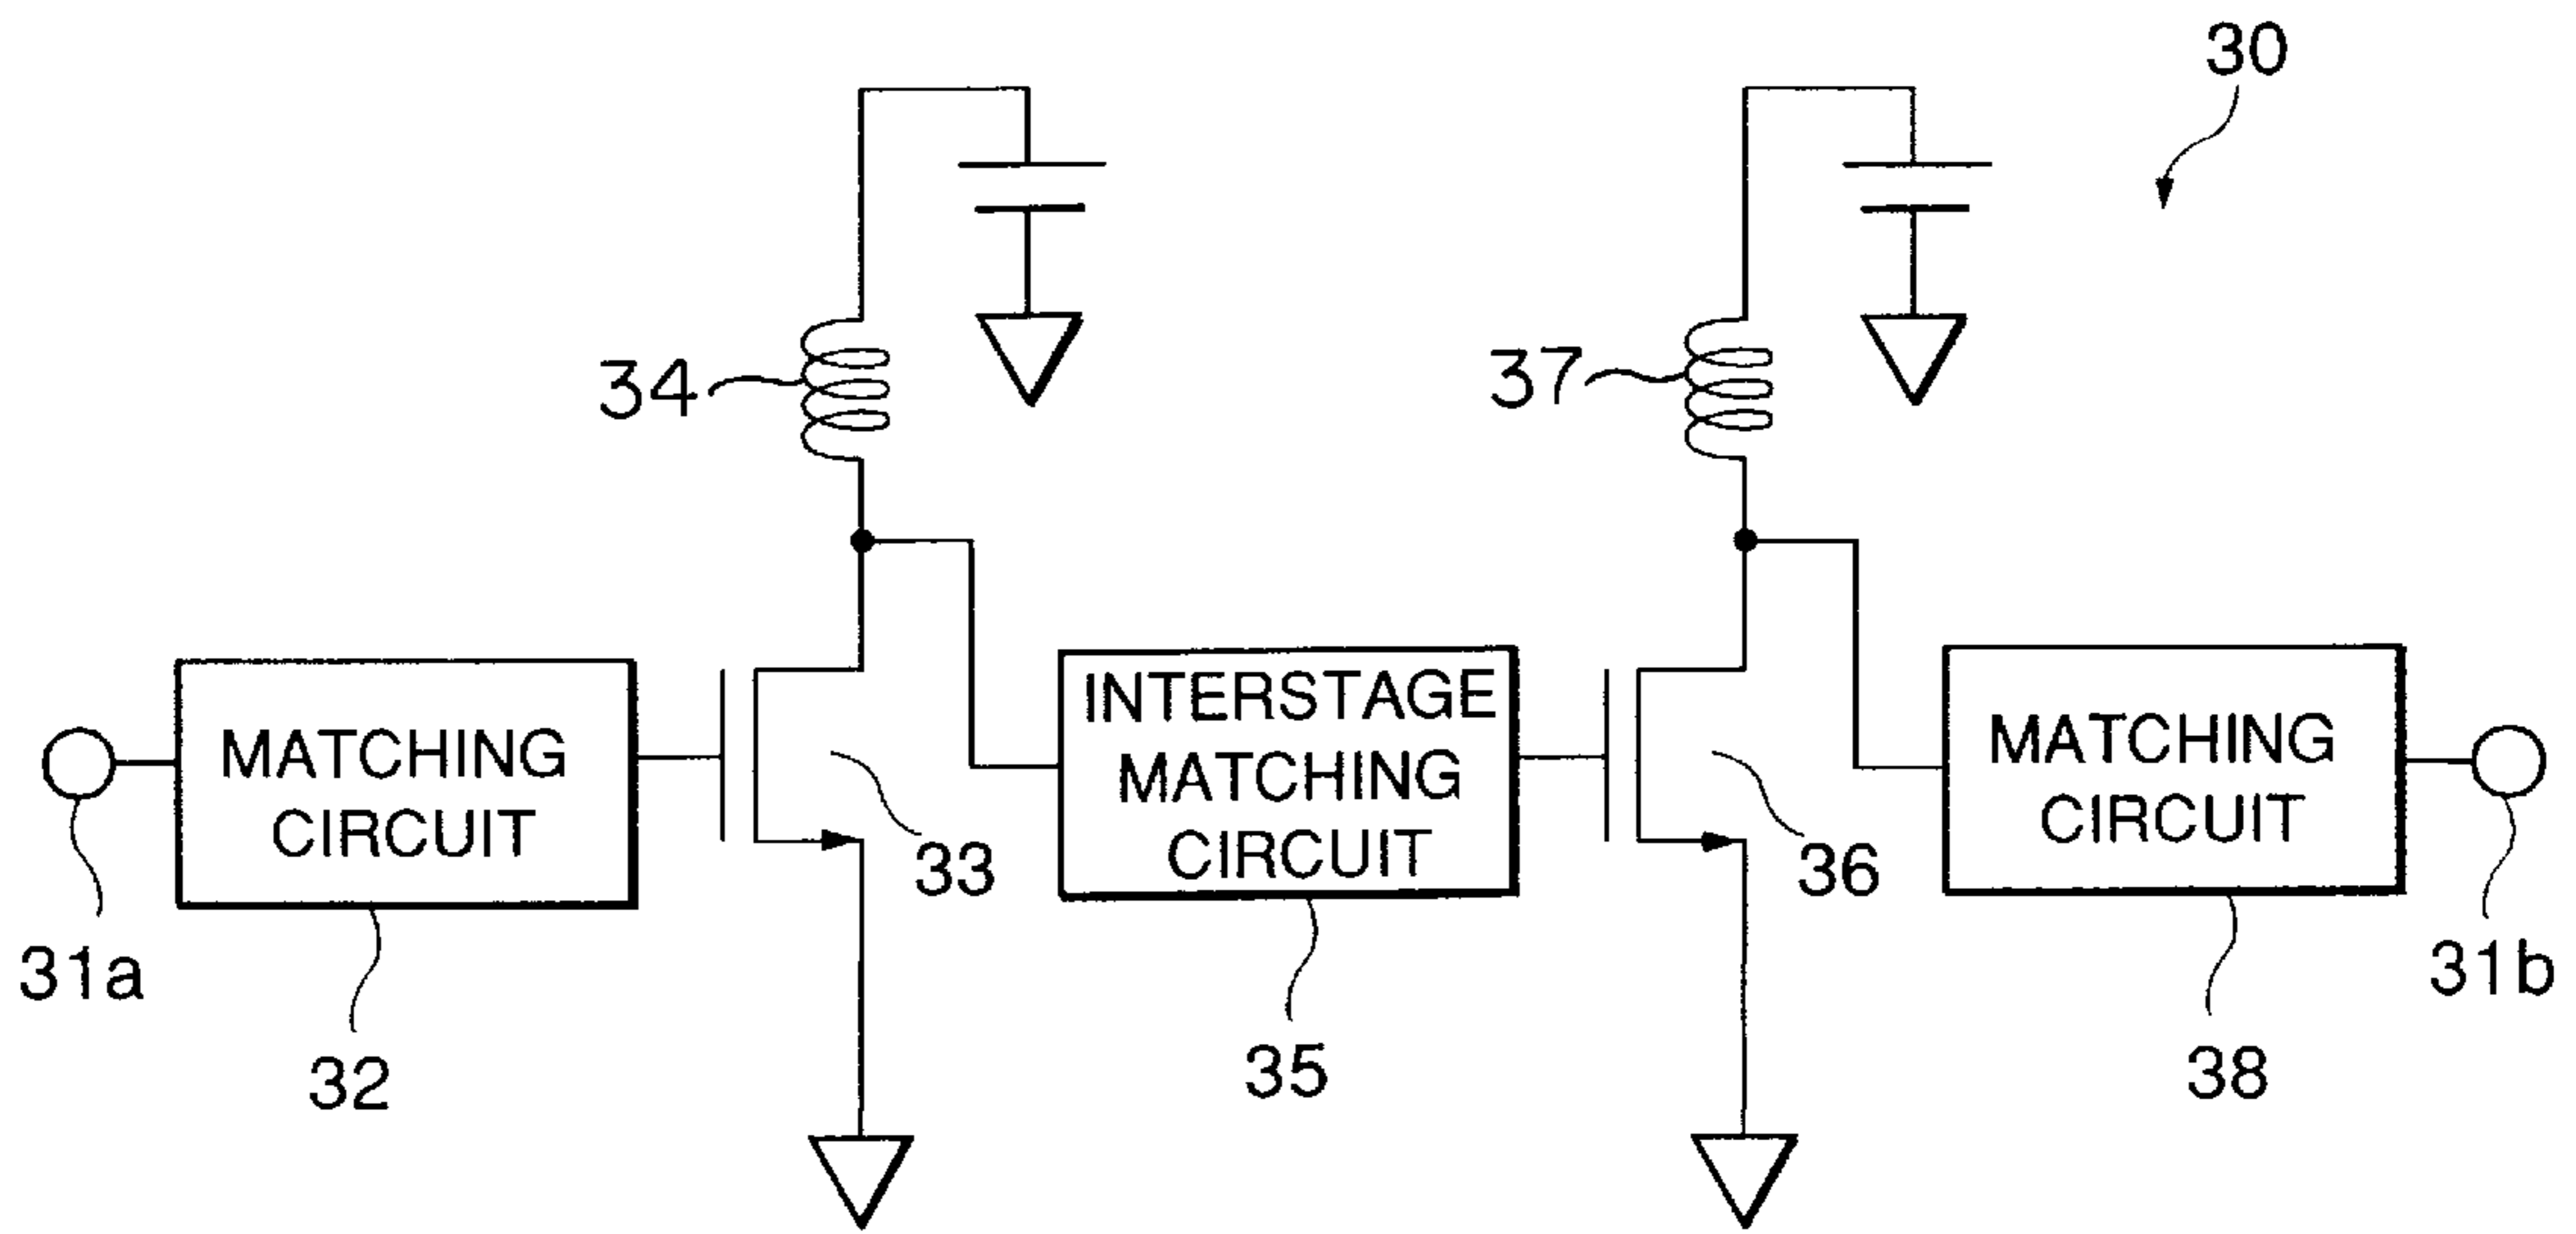 30
34
37
MATCHING
CIRCUIT
INTERSTAGE
MATCHING
CIRCUIT
MATCHING
CIRCUIT
33
36
31a
31b
32
35
38